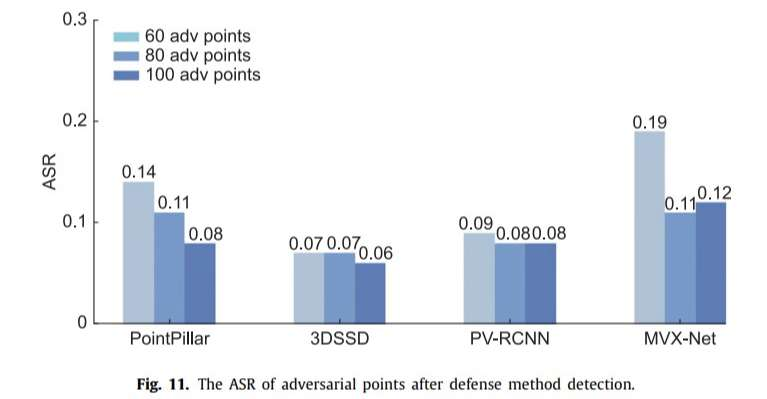 0.3
60 adv points
80 adv points
100 adv points
0.2
ASR
0.1
0
0.14
0.11
0.08
0.07
0.07
0.06
0.09
0.08
0.08
0.19
0.11
0.12
PointPillar
3DSSD
PV-RCNN
MVX-Net
Fig. 11. The ASR of adversarial points after defense method detection.